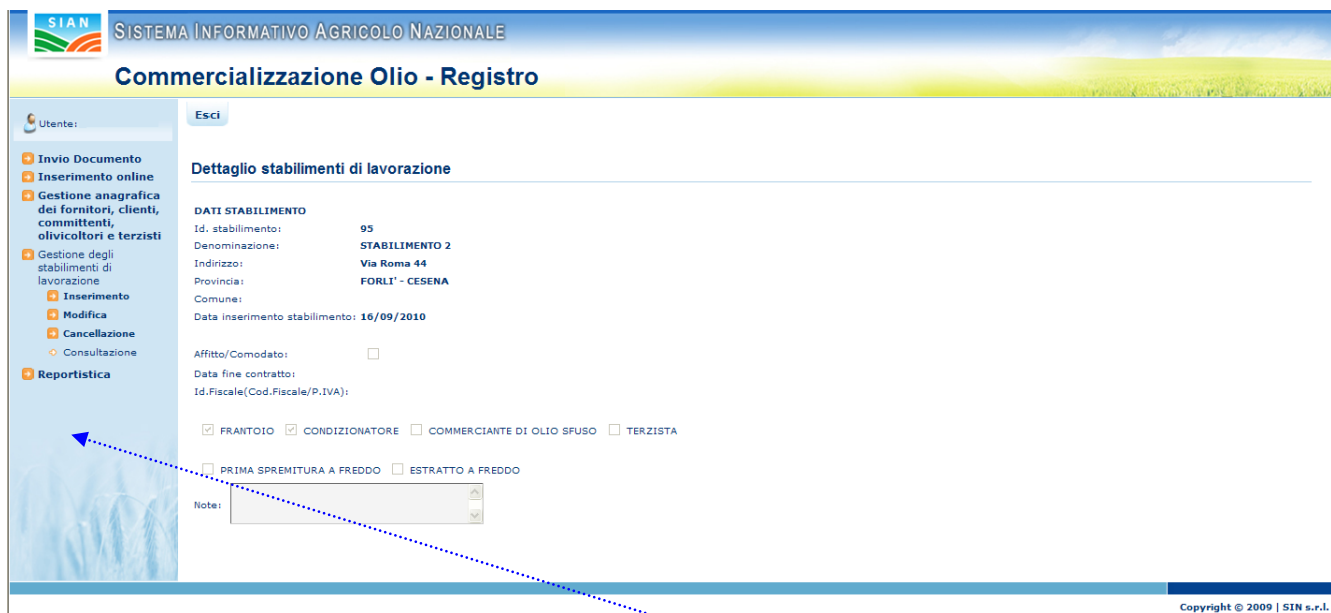 SIAN
SISTEMA INFORMATIVO AGRICOLO NAZIONALE
Commercializzazione Olio - Registro
Utente:
Esci
Invio Documento
Inserimento online
Gestione anagrafica
dei fornitori, clienti,
committenti,
olivicoltori e terzisti
Gestione degli
stabilimenti di
lavorazione
Inserimento
Modifica
Cancellazione
Consultazione
Reportistica
Dettaglio stabilimenti di lavorazione
DATI STABILIMENTO
Id. stabilimento: 95
Denominazione: STABILIMENTO 2
Indirizzo: Via Roma 44
Provincia: FORLI' - CESENA
Comune:
Data inserimento stabilimento: 16/09/2010
Affitto/Comodato:
Data fine contratto:
Id.Fiscale(Cod.Fiscale/P.IVA):
FRANTOIO CONDIZIONATORE COMMERCIANTE DI OLIO SFUSO TERZISTA
PRIMA SPREMITURA A FREDDO ESTRATTO A FREDDO
Note:
Copyright © 2009 | SIN s.r.l.